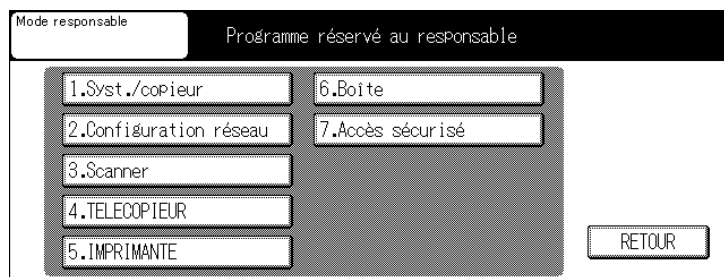 Mode responsable
Programme réservé au responsable
1.Syst./copieur
2.Configuration réseau
3.Scanner
4.TELECOPIEUR
5.IMPRIMANTE
6.Boîte
7.Accès sécurisé
RETOUR